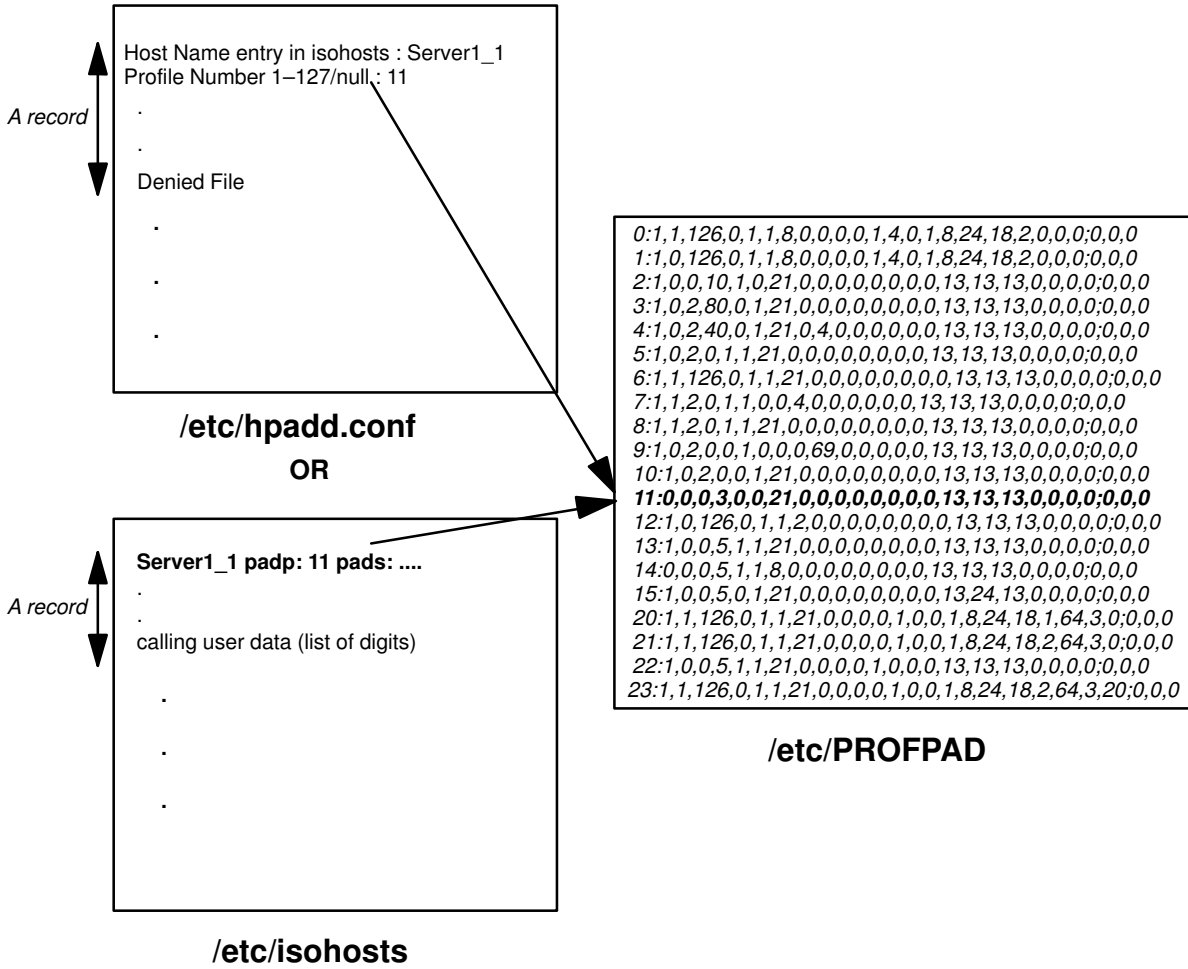 Host Name entry in isohosts : Server1_1
Profile Number 1–127/null : 11
A record
.
.
Denied File
.
.
.
/etc/hpadd.conf
OR
Server1_1 padp: 11 pads: ....
A record
.
.
calling user data (list of digits)
.
.
.
/etc/isohosts
0:1,1,126,0,1,1,8,0,0,0,0,1,4,0,1,8,24,18,2,0,0,0;0,0,0
1:1,0,126,0,1,1,8,0,0,0,0,1,4,0,1,8,24,18,2,0,0,0;0,0,0
2:1,0,0,10,1,0,21,0,0,0,0,0,0,0,0,13,13,13,0,0,0,0;0,0,0
3:1,0,2,80,0,1,21,0,0,0,0,0,0,0,0,13,13,13,0,0,0,0;0,0,0
4:1,0,2,40,0,1,21,0,4,0,0,0,0,0,0,13,13,13,0,0,0,0;0,0,0
5:1,0,2,0,1,1,21,0,0,0,0,0,0,0,0,13,13,13,0,0,0,0;0,0,0
6:1,1,126,0,1,1,21,0,0,0,0,0,0,0,0,13,13,13,0,0,0,0;0,0,0
7:1,1,2,0,1,1,0,0,4,0,0,0,0,0,0,13,13,13,0,0,0,0;0,0,0
8:1,1,2,0,1,1,21,0,0,0,0,0,0,0,0,13,13,13,0,0,0,0;0,0,0
9:1,0,2,0,0,1,0,0,0,69,0,0,0,0,0,13,13,13,0,0,0,0;0,0,0
10:1,0,2,0,0,1,21,0,0,0,0,0,0,0,0,13,13,13,0,0,0,0;0,0,0
11:0,0,0,3,0,0,21,0,0,0,0,0,0,0,0,13,13,13,0,0,0,0;0,0,0
12:1,0,126,0,1,1,2,0,0,0,0,0,0,0,0,13,13,13,0,0,0,0;0,0,0
13:1,0,0,5,1,1,21,0,0,0,0,0,0,0,0,13,13,13,0,0,0,0;0,0,0
14:0,0,0,5,1,1,8,0,0,0,0,0,0,0,0,13,13,13,0,0,0,0;0,0,0
15:1,0,0,5,0,1,21,0,0,0,0,0,0,0,0,13,24,13,0,0,0,0;0,0,0
20:1,1,126,0,1,1,21,0,0,0,0,1,0,0,1,8,24,18,1,64,3,0;0,0,0
21:1,1,126,0,1,1,21,0,0,0,0,1,0,0,1,8,24,18,2,64,3,0;0,0,0
22:1,0,0,5,1,1,21,0,0,0,0,1,0,0,0,13,13,13,0,0,0,0;0,0,0
23:1,1,126,0,1,1,21,0,0,0,0,1,0,0,1,8,24,18,2,64,3,20;0,0,0
/etc/PROFPAD